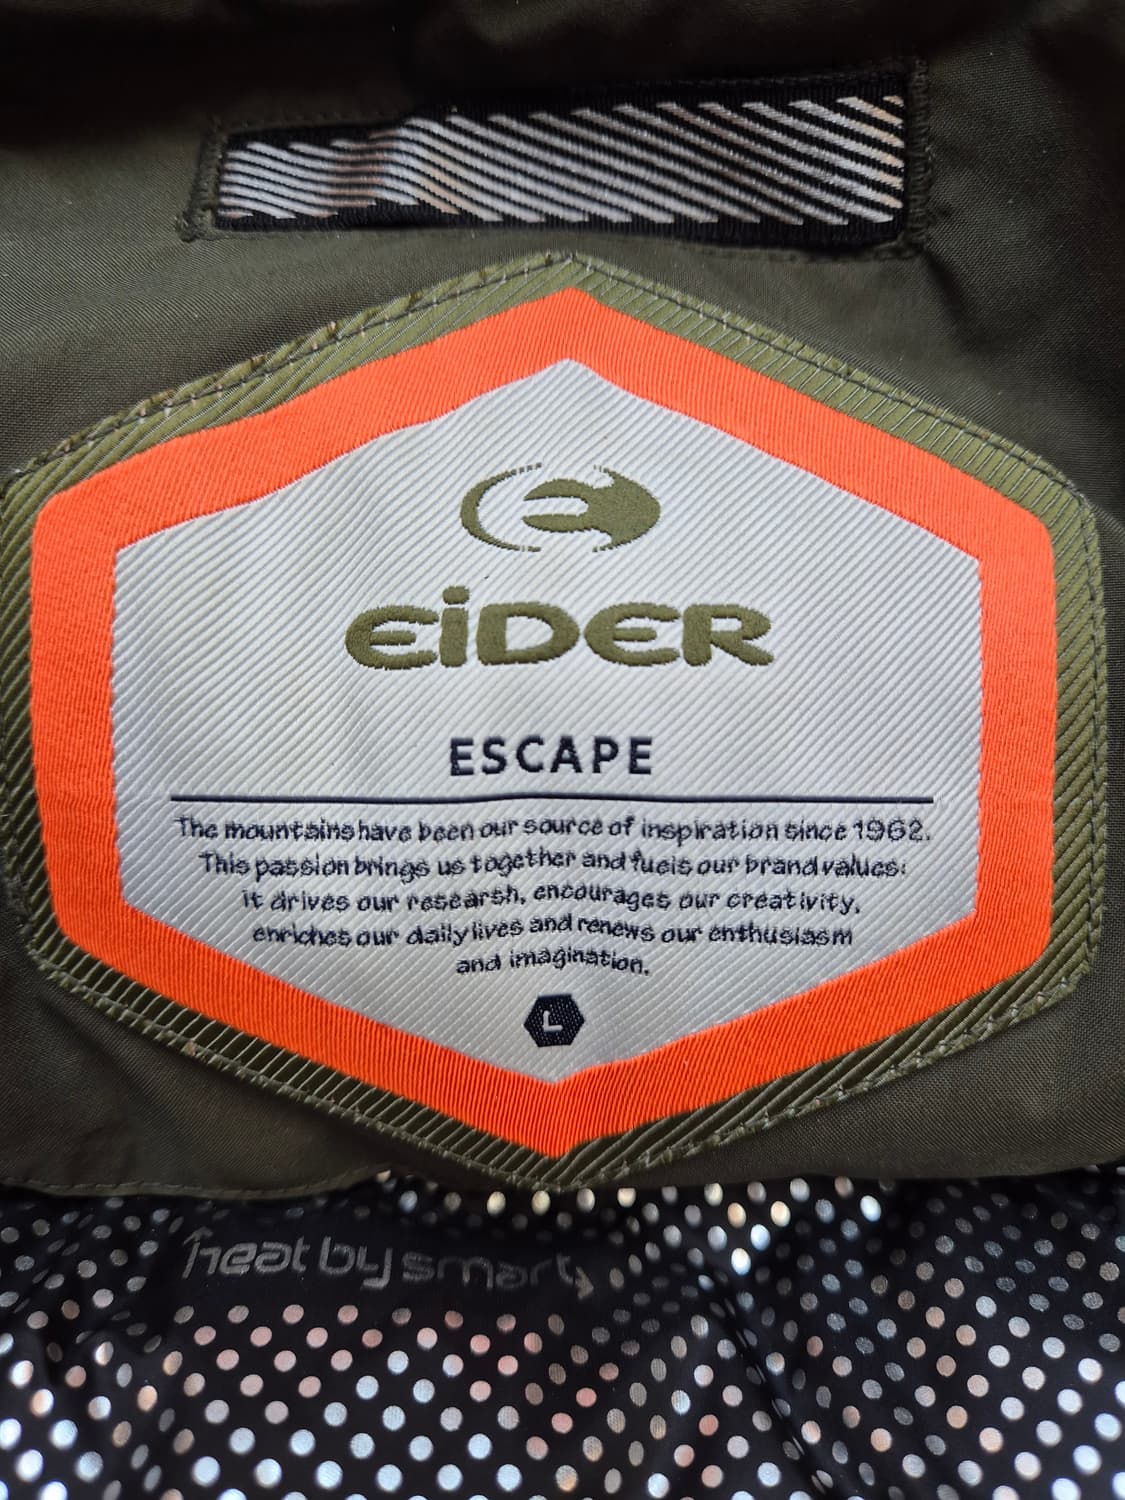 eiDER
ESCAPE
The mountains have been our source of inspiration since 1962.
This passion brings us together and fuels our brand values:
it drives our research, encourages our creativity,
enriches our daily lives and renews our enthusiasm
and imagination.
L
heat by smart